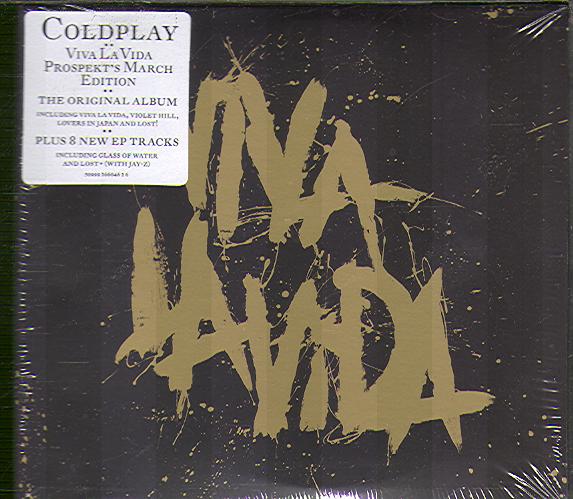 COLDPLAY
VIVA LA VIDA
PROSPEKT'S MARCH
EDITION
THE ORIGINAL ALBUM
INCLUDING VIVA LA VIDA, VIOLET HILL,
LOVERS IN JAPAN AND LOST!
PLUS 8 NEW EP TRACKS
INCLUDING GLASS OF WATER
AND LOST+ (WITH JAY-Z)
VIVA
LA VIDA